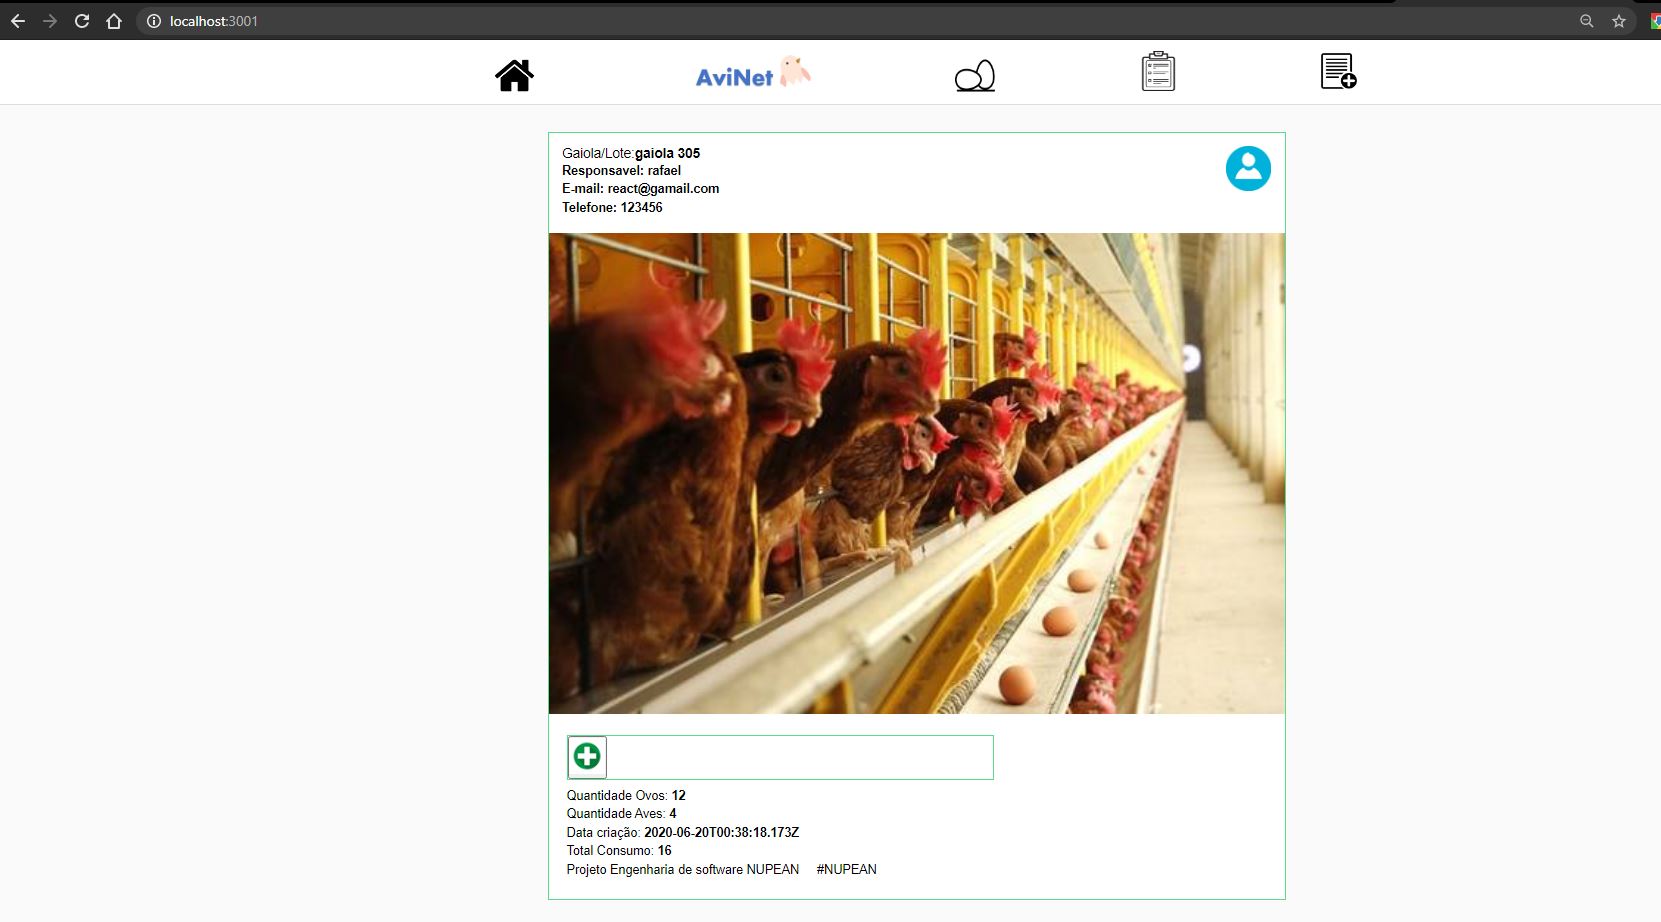 localhost:3001
AviNet
Gaiola/Lote:gaiola 305
Responsavel: rafael
E-mail: react@gamail.com
Telefone: 123456
Quantidade Ovos: 12
Quantidade Aves: 4
Data criação: 2020-06-20T00:38:18.173Z
Total Consumo: 16
Projeto Engenharia de software NUPEAN #NUPEAN